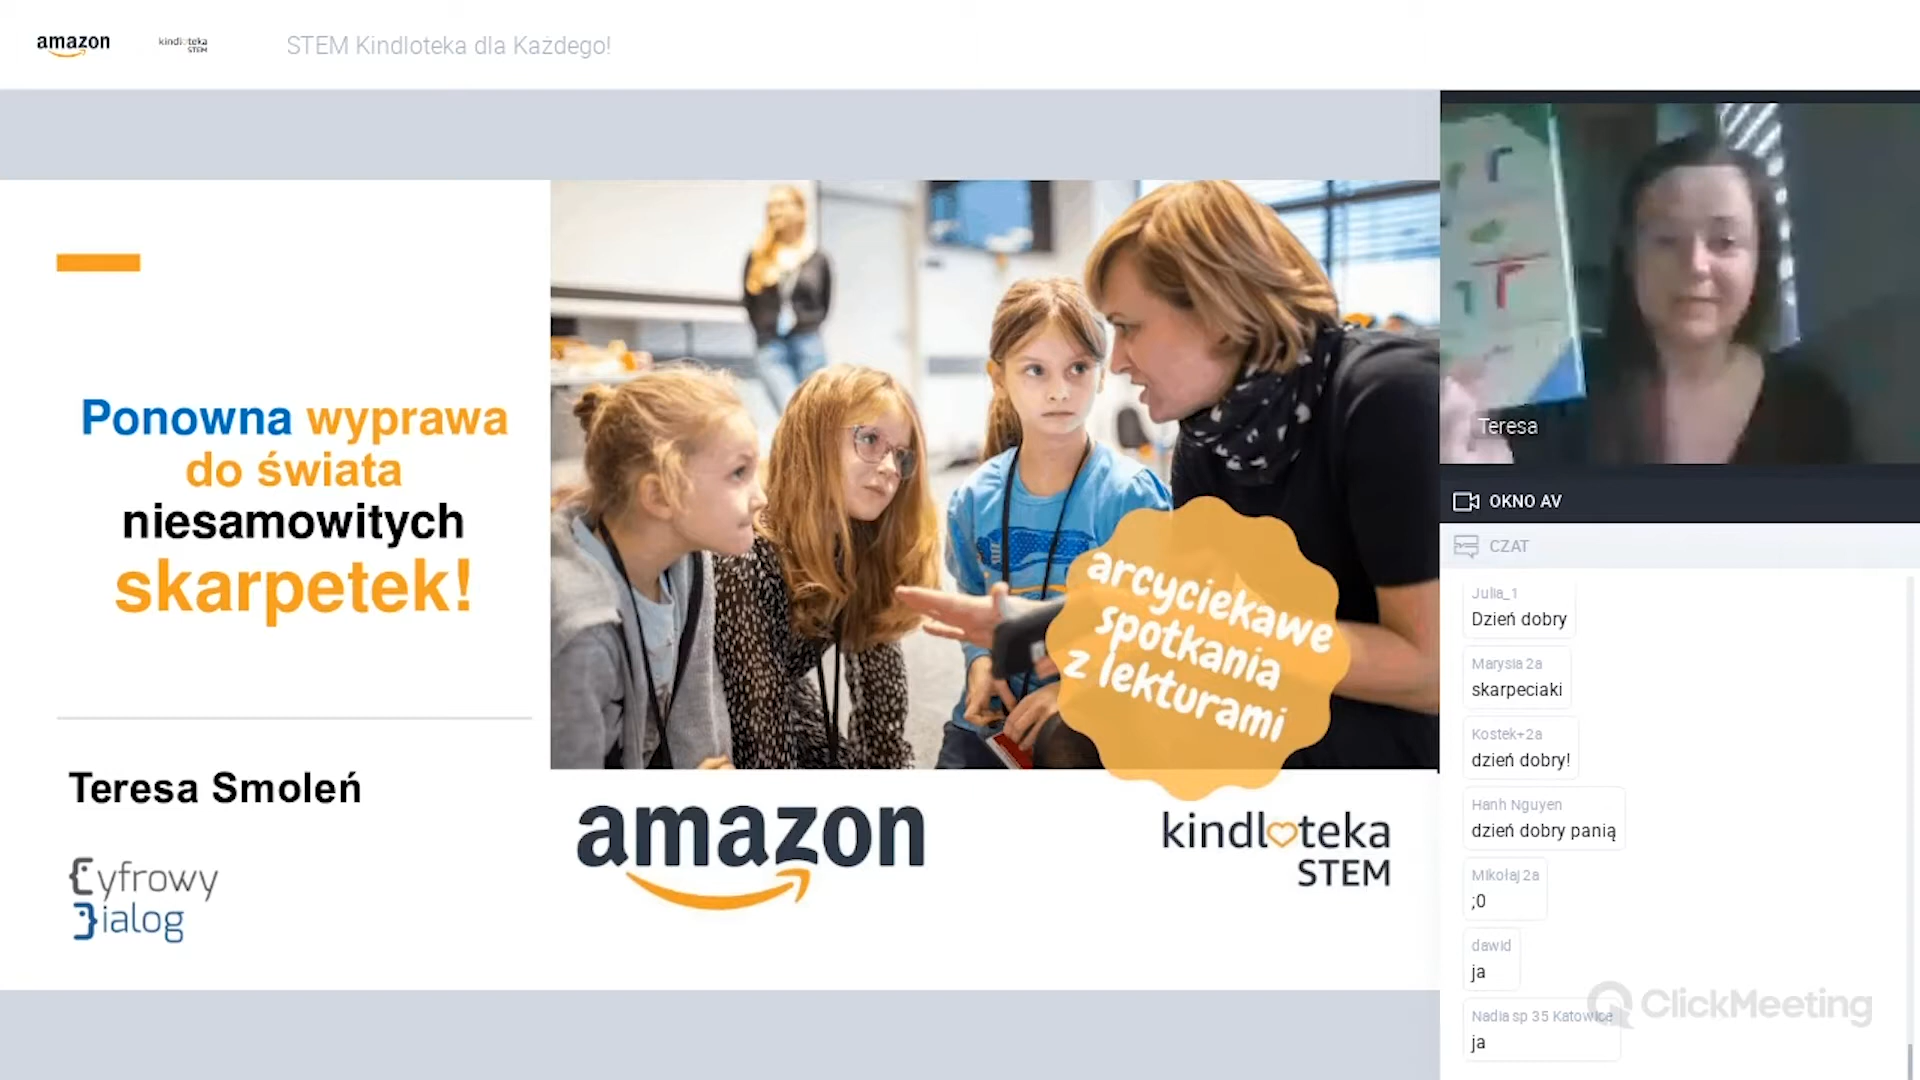 amazon
kindloteka
STEM
STEM Kindloteka dla Każdego!
Ponowna wyprawa
do świata
niesamowitych
skarpetek!
Teresa Smoleń
Cyfrowy
Dialog
arcyciekawe
spotkania
z lekturami
amazon
kindloteka
STEM
Teresa
OKNO AV
CZAT
Julia_1
Dzień dobry
Marysia 2a
skarpeciaki
Kostek+2a
dzień dobry!
Hanh Nguyen
dzień dobry panią
Mikołaj 2a
;0
dawid
ja
Nadia sp 35 Katowice
ja
ClickMeeting